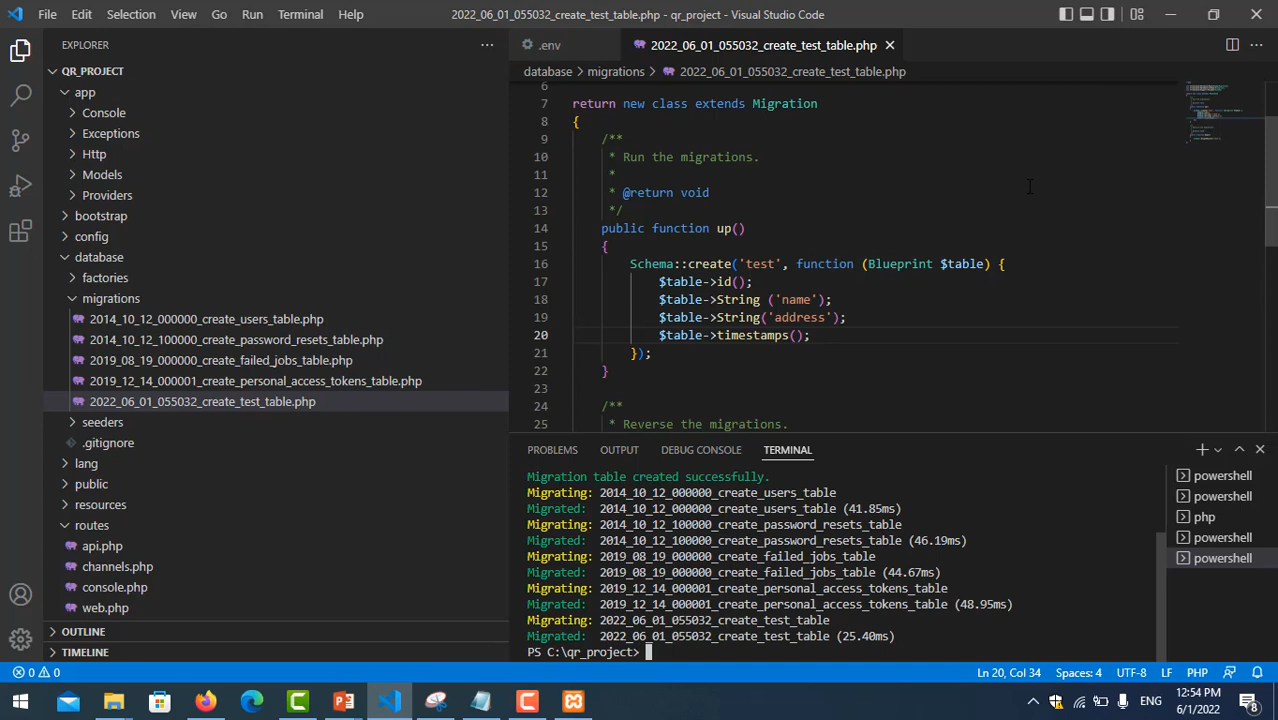 File Edit Selection View Go Run Terminal Help 2022_06_01_055032_create_test_table.php - qr_project - Visual Studio Code
EXPLORER
QR_PROJECT
app
Console
Exceptions
Http
Models
Providers
bootstrap
config
database
factories
migrations
2014_10_12_000000_create_users_table.php
2014_10_12_100000_create_password_resets_table.php
2019_08_19_000000_create_failed_jobs_table.php
2019_12_14_000001_create_personal_access_tokens_table.php
2022_06_01_055032_create_test_table.php
seeders
.gitignore
lang
public
resources
routes
api.php
channels.php
console.php
web.php
OUTLINE
TIMELINE
.env 2022_06_01_055032_create_test_table.php
database > migrations > 2022_06_01_055032_create_test_table.php
6
7 return new class extends Migration
8 {
9 /**
10 * Run the migrations.
11 *
12 * @return void
13 */
14 public function up()
15 {
16 Schema::create('test', function (Blueprint $table) {
17 $table->id();
18 $table->String ('name');
19 $table->String('address');
20 $table->timestamps();
21 });
22 }
23
24 /**
25 * Reverse the migrations.
PROBLEMS OUTPUT DEBUG CONSOLE TERMINAL
Migration table created successfully.
Migrating: 2014_10_12_000000_create_users_table
Migrated: 2014_10_12_000000_create_users_table (41.85ms)
Migrating: 2014_10_12_100000_create_password_resets_table
Migrated: 2014_10_12_100000_create_password_resets_table (46.19ms)
Migrating: 2019_08_19_000000_create_failed_jobs_table
Migrated: 2019_08_19_000000_create_failed_jobs_table (44.67ms)
Migrating: 2019_12_14_000001_create_personal_access_tokens_table
Migrated: 2019_12_14_000001_create_personal_access_tokens_table (48.95ms)
Migrating: 2022_06_01_055032_create_test_table
Migrated: 2022_06_01_055032_create_test_table (25.40ms)
PS C:\qr_project>
powershell
powershell
php
powershell
powershell
0 0 Ln 20, Col 34 Spaces: 4 UTF-8 LF PHP
ENG
12:54 PM
6/1/2022
8